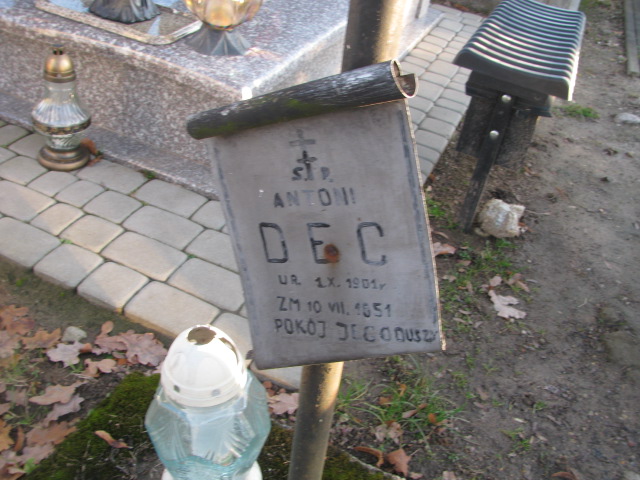 Ś † P.
ANTONI
DEC
UR. 1.X. 1901r
ZM 10 VII. 1951
POKÓJ JEGO DUSZY